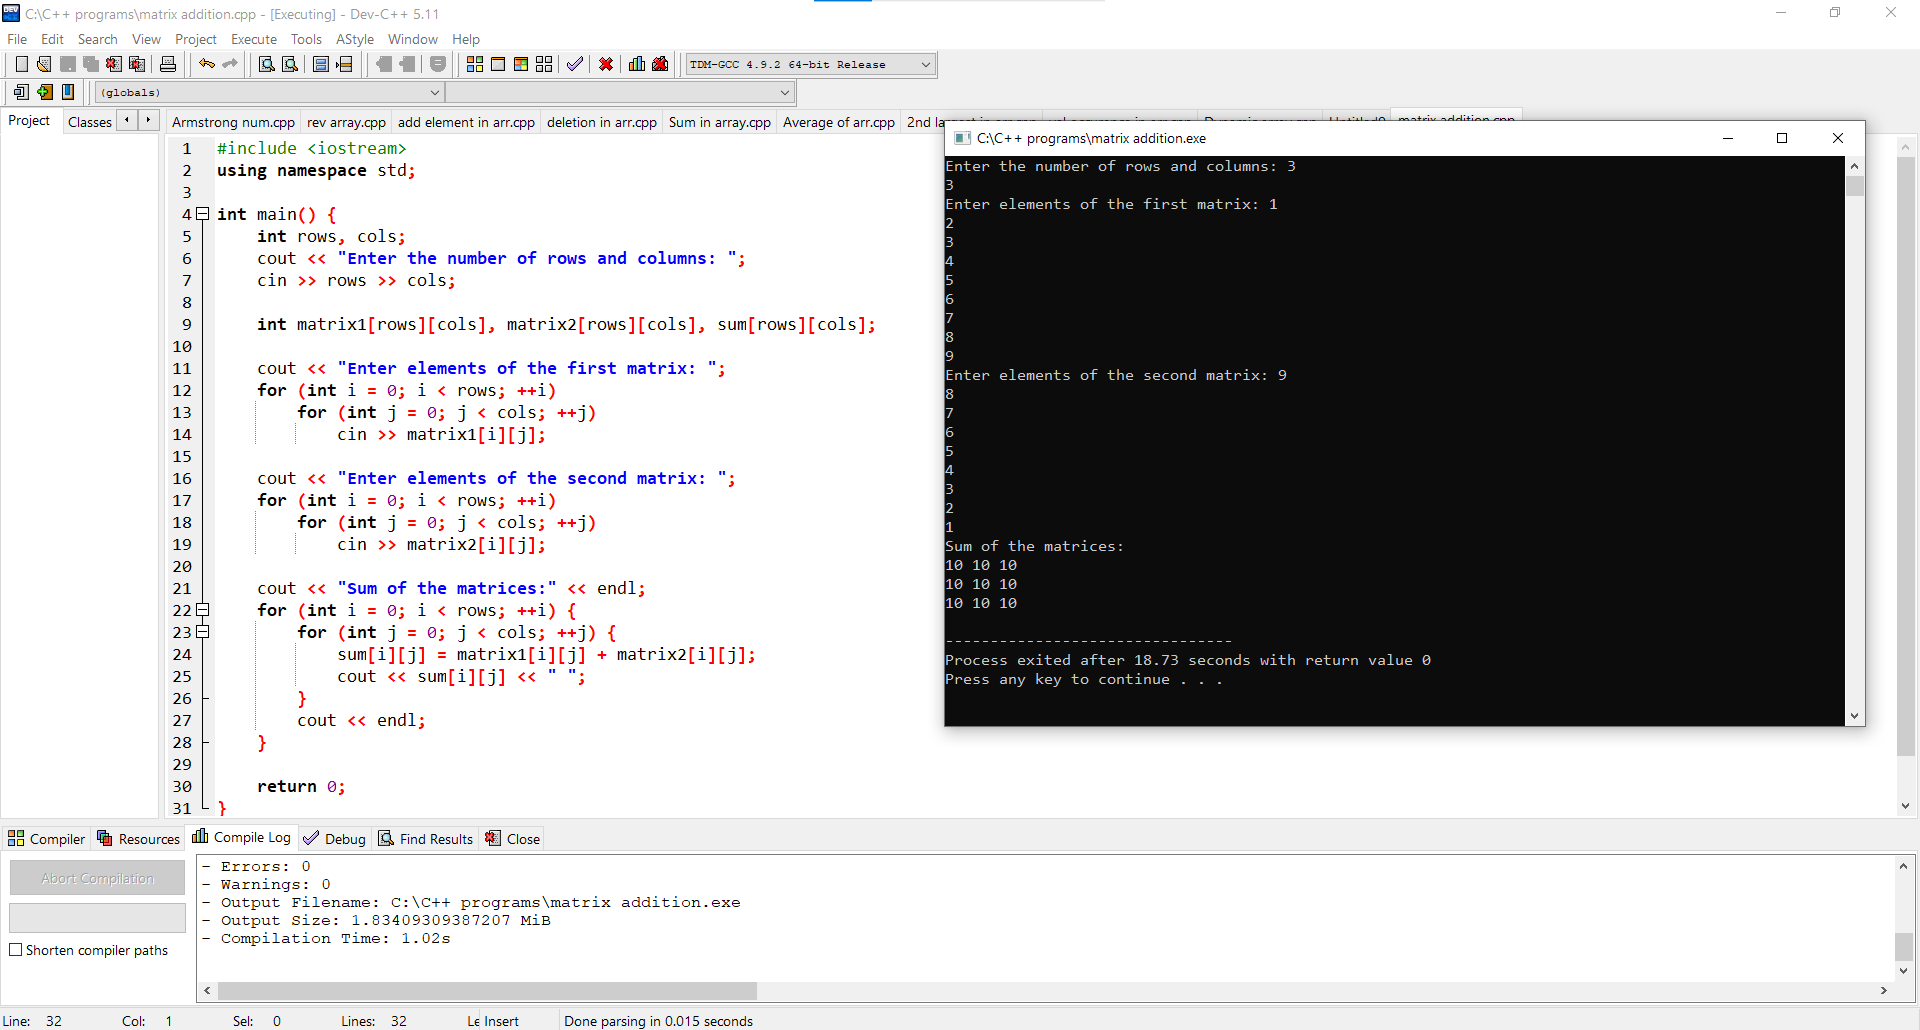 C:\C++ programs\matrix addition.cpp - [Executing] - Dev-C++ 5.11
File Edit Search View Project Execute Tools AStyle Window Help
TDM-GCC 4.9.2 64-bit Release
(globals)
Project Classes
Armstrong num.cpp rev array.cpp add element in arr.cpp deletion in arr.cpp Sum in array.cpp Average of arr.cpp 2nd matrix addition.cpp
1 #include <iostream>
2 using namespace std;
3
4 int main() {
5 int rows, cols;
6 cout << "Enter the number of rows and columns: ";
7 cin >> rows >> cols;
8
9 int matrix1[rows][cols], matrix2[rows][cols], sum[rows][cols];
10
11 cout << "Enter elements of the first matrix: ";
12 for (int i = 0; i < rows; ++i)
13 for (int j = 0; j < cols; ++j)
14 cin >> matrix1[i][j];
15
16 cout << "Enter elements of the second matrix: ";
17 for (int i = 0; i < rows; ++i)
18 for (int j = 0; j < cols; ++j)
19 cin >> matrix2[i][j];
20
21 cout << "Sum of the matrices:" << endl;
22 for (int i = 0; i < rows; ++i) {
23 for (int j = 0; j < cols; ++j) {
24 sum[i][j] = matrix1[i][j] + matrix2[i][j];
25 cout << sum[i][j] << " ";
26 }
27 cout << endl;
28 }
29
30 return 0;
31 }
C:\C++ programs\matrix addition.exe
Enter the number of rows and columns: 3
3
Enter elements of the first matrix: 1
2
3
4
5
6
7
8
9
Enter elements of the second matrix: 9
8
7
6
5
4
3
2
1
Sum of the matrices:
10 10 10
10 10 10
10 10 10
--------------------------------
Process exited after 18.73 seconds with return value 0
Press any key to continue . . .
Compiler Resources Compile Log Debug Find Results Close
Abort Compilation
Shorten compiler paths
- Errors: 0
- Warnings: 0
- Output Filename: C:\C++ programs\matrix addition.exe
- Output Size: 1.83409309387207 MiB
- Compilation Time: 1.02s
Line: 32 Col: 1 Sel: 0 Lines: 32 Le Insert Done parsing in 0.015 seconds